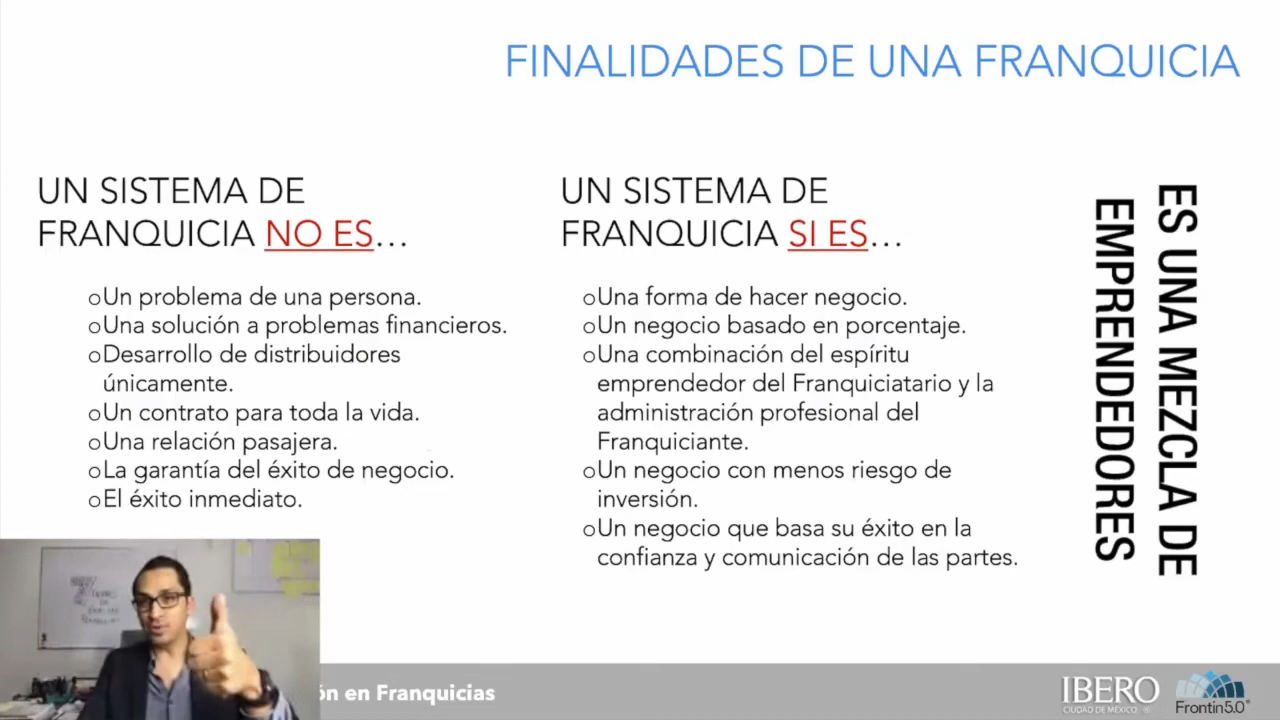 FINALIDADES DE UNA FRANQUICIA
UN SISTEMA DE
FRANQUICIA NO ES...
oUn problema de una persona.
oUna solución a problemas financieros.
oDesarrollo de distribuidores
únicamente.
oUn contrato para toda la vida.
oUna relación pasajera.
oLa garantía del éxito de negocio.
oEl éxito inmediato.
UN SISTEMA DE
FRANQUICIA SI ES...
oUna forma de hacer negocio.
oUn negocio basado en porcentaje.
oUna combinación del espíritu
emprendedor del Franquiciatario y la
administración profesional del
Franquiciante.
oUn negocio con menos riesgo de
inversión.
oUn negocio que basa su éxito en la
confianza y comunicación de las partes.
ES UNA MEZCLA DE
EMPRENDEDORES
ón en Franquicias
IBERO
CIUDAD DE MÉXICO
Frontin5.0